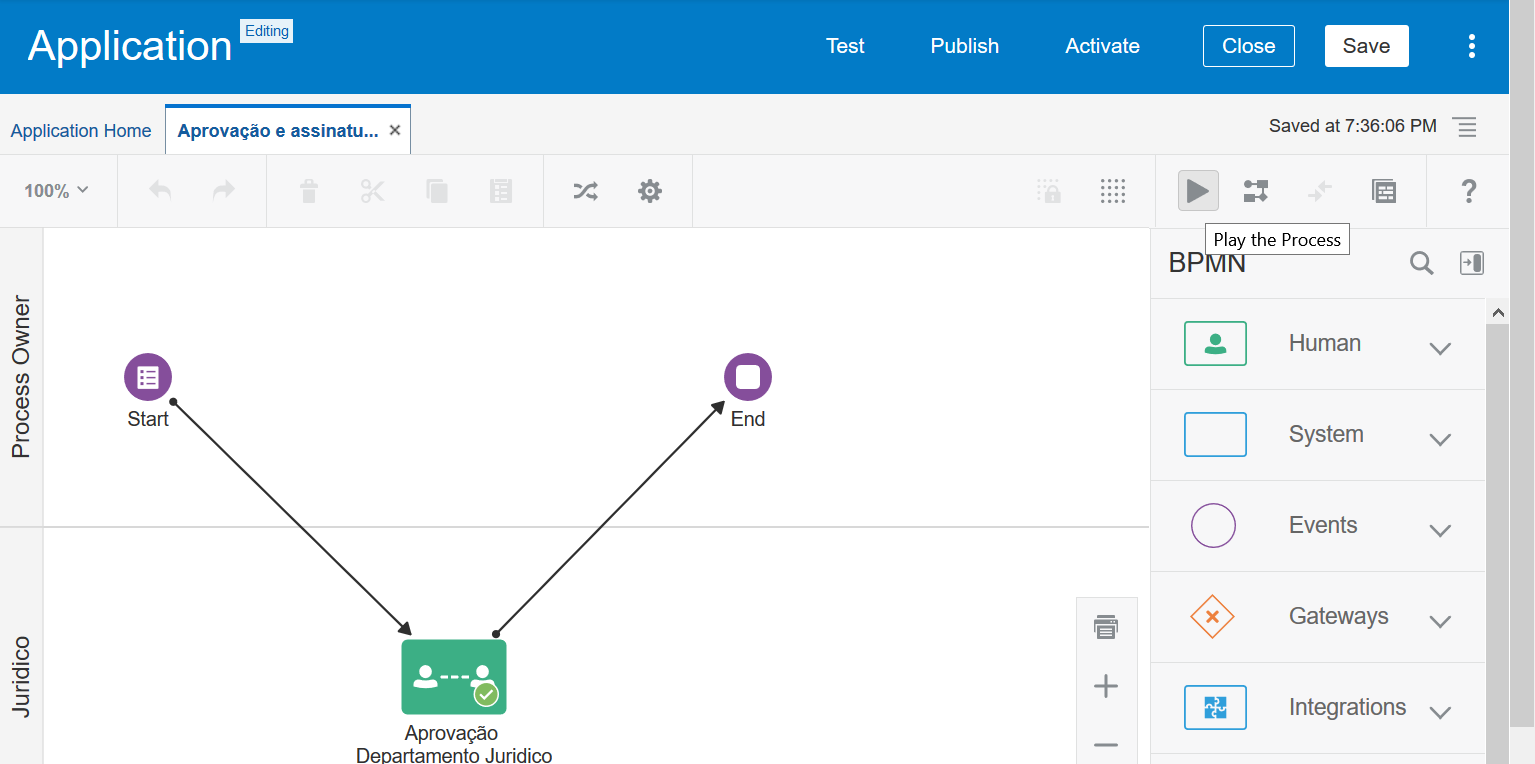 Application
Editing
Test
Publish
Activate
Close
Save
Application Home
Aprovação e assinatu...
Saved at 7:36:06 PM
100%
?
Play the Process
BPMN
Process Owner
Start
End
Human
System
Events
Gateways
Integrations
Juridico
Aprovação
Departamento Juridico